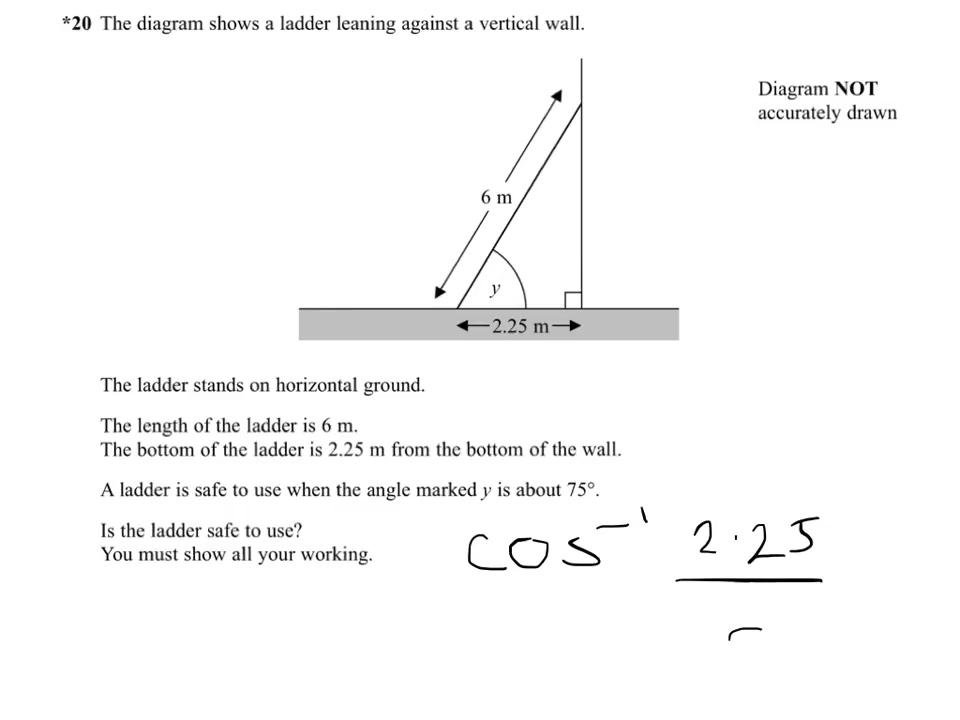 *20 The diagram shows a ladder leaning against a vertical wall.
Diagram NOT
accurately drawn
6 m
y
2.25 m
The ladder stands on horizontal ground.
The length of the ladder is 6 m.
The bottom of the ladder is 2.25 m from the bottom of the wall.
A ladder is safe to use when the angle marked y is about 75°.
Is the ladder safe to use?
You must show all your working.
cos⁻¹ 2.25